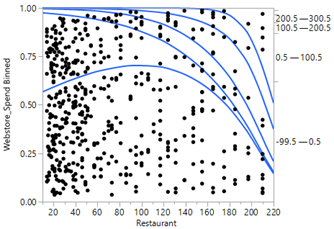 Webstore_Spend Binned
1.00
0.75
0.50
0.25
0.00
200.5 — 300.5
100.5 — 200.5
0.5 — 100.5
-99.5 — 0.5
20 40 60 80 100 120 140 160 180 200 220
Restaurant